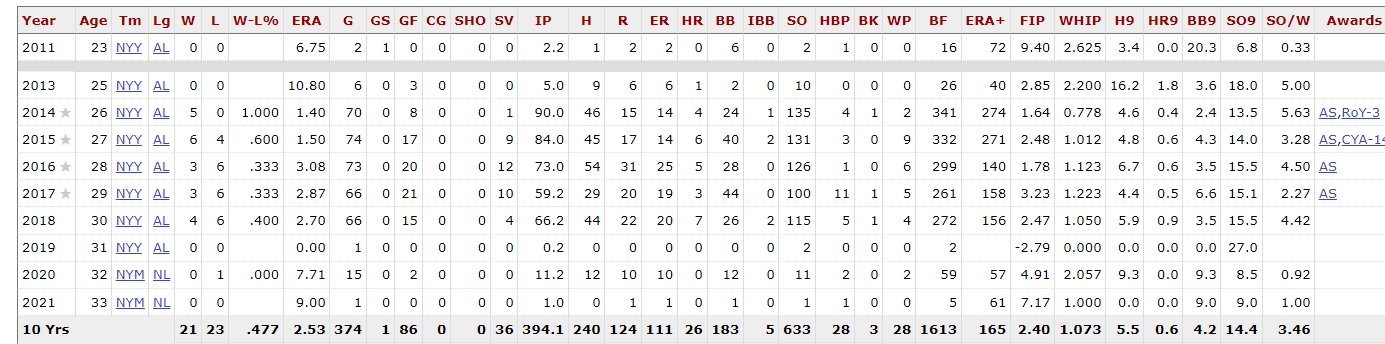 Year Age Tm Lg W L W-L% ERA G GS GF CG SHO SV IP H R ER HR BB IBB SO HBP BK WP BF ERA+ FIP WHIP H9 HR9 BB9 SO9 SO/W Awards
2011 23 NYY AL 0 0 6.75 2 1 0 0 0 0 2.2 1 2 2 0 6 0 2 1 0 0 16 72 9.40 2.625 3.4 0.0 20.3 6.8 0.33
2013 25 NYY AL 0 0 10.80 6 0 3 0 0 0 5.0 9 6 6 1 2 0 10 0 0 0 26 40 2.85 2.200 16.2 1.8 3.6 18.0 5.00
2014 ★ 26 NYY AL 5 0 1.000 1.40 70 0 8 0 0 1 90.0 46 15 14 4 24 1 135 4 1 2 341 274 1.64 0.778 4.6 0.4 2.4 13.5 5.63 AS,RoY-3
2015 ★ 27 NYY AL 6 4 .600 1.50 74 0 17 0 0 9 84.0 45 17 14 6 40 2 131 3 0 9 332 271 2.48 1.012 4.8 0.6 4.3 14.0 3.28 AS,CYA-14
2016 ★ 28 NYY AL 3 6 .333 3.08 73 0 20 0 0 12 73.0 54 31 25 5 28 0 126 1 0 6 299 140 1.78 1.123 6.7 0.6 3.5 15.5 4.50 AS
2017 ★ 29 NYY AL 3 6 .333 2.87 66 0 21 0 0 10 59.2 29 20 19 3 44 0 100 11 1 5 261 158 3.23 1.223 4.4 0.5 6.6 15.1 2.27 AS
2018 30 NYY AL 4 6 .400 2.70 66 0 15 0 0 4 66.2 44 22 20 7 26 2 115 5 1 4 272 156 2.47 1.050 5.9 0.9 3.5 15.5 4.42
2019 31 NYY AL 0 0 0.00 1 0 0 0 0 0 0.2 0 0 0 0 0 0 2 0 0 0 2 -2.79 0.000 0.0 0.0 0.0 27.0
2020 32 NYM NL 0 1 .000 7.71 15 0 2 0 0 0 11.2 12 10 10 0 12 0 11 2 0 2 59 57 4.91 2.057 9.3 0.0 9.3 8.5 0.92
2021 33 NYM NL 0 0 9.00 1 0 0 0 0 0 1.0 0 1 1 0 1 0 1 1 0 0 5 61 7.17 1.000 0.0 0.0 9.0 9.0 1.00
10 Yrs 21 23 .477 2.53 374 1 86 0 0 36 394.1 240 124 111 26 183 5 633 28 3 28 1613 165 2.40 1.073 5.5 0.6 4.2 14.4 3.46